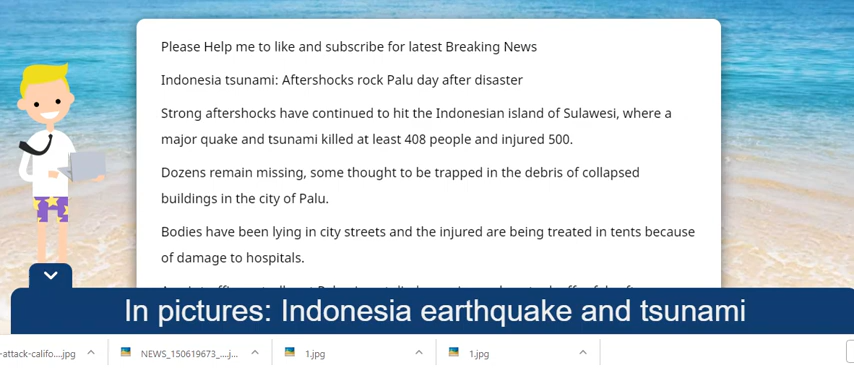 Please Help me to like and subscribe for latest Breaking News
Indonesia tsunami: Aftershocks rock Palu day after disaster
Strong aftershocks have continued to hit the Indonesian island of Sulawesi, where a
major quake and tsunami killed at least 408 people and injured 500.
Dozens remain missing, some thought to be trapped in the debris of collapsed
buildings in the city of Palu.
Bodies have been lying in city streets and the injured are being treated in tents because
of damage to hospitals.
In pictures: Indonesia earthquake and tsunami
-attack-califo....jpg
NEWS_150619673_....j...
1.jpg
1.jpg